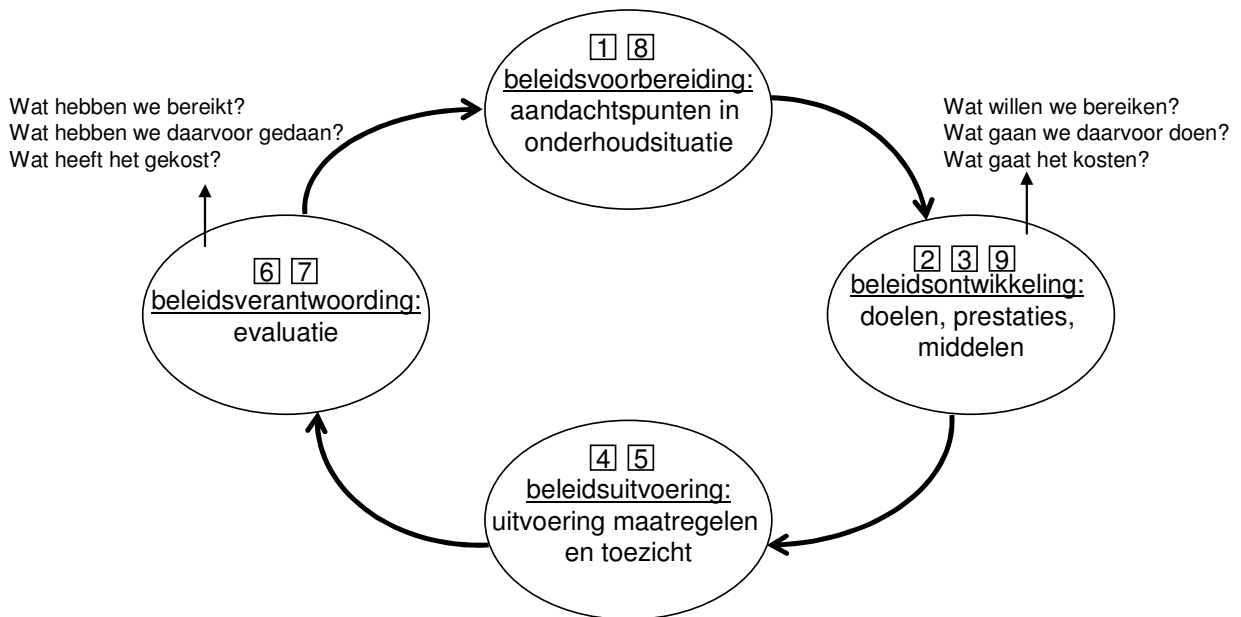 1 8
beleidsvoorbereiding:
aandachtspunten in
onderhoudsituatie
Wat hebben we bereikt?
Wat hebben we daarvoor gedaan?
Wat heeft het gekost?
Wat willen we bereiken?
Wat gaan we daarvoor doen?
Wat gaat het kosten?
6 7
beleidsverantwoording:
evaluatie
2 3 9
beleidsontwikkeling:
doelen, prestaties,
middelen
4 5
beleidsuitvoering:
uitvoering maatregelen
en toezicht